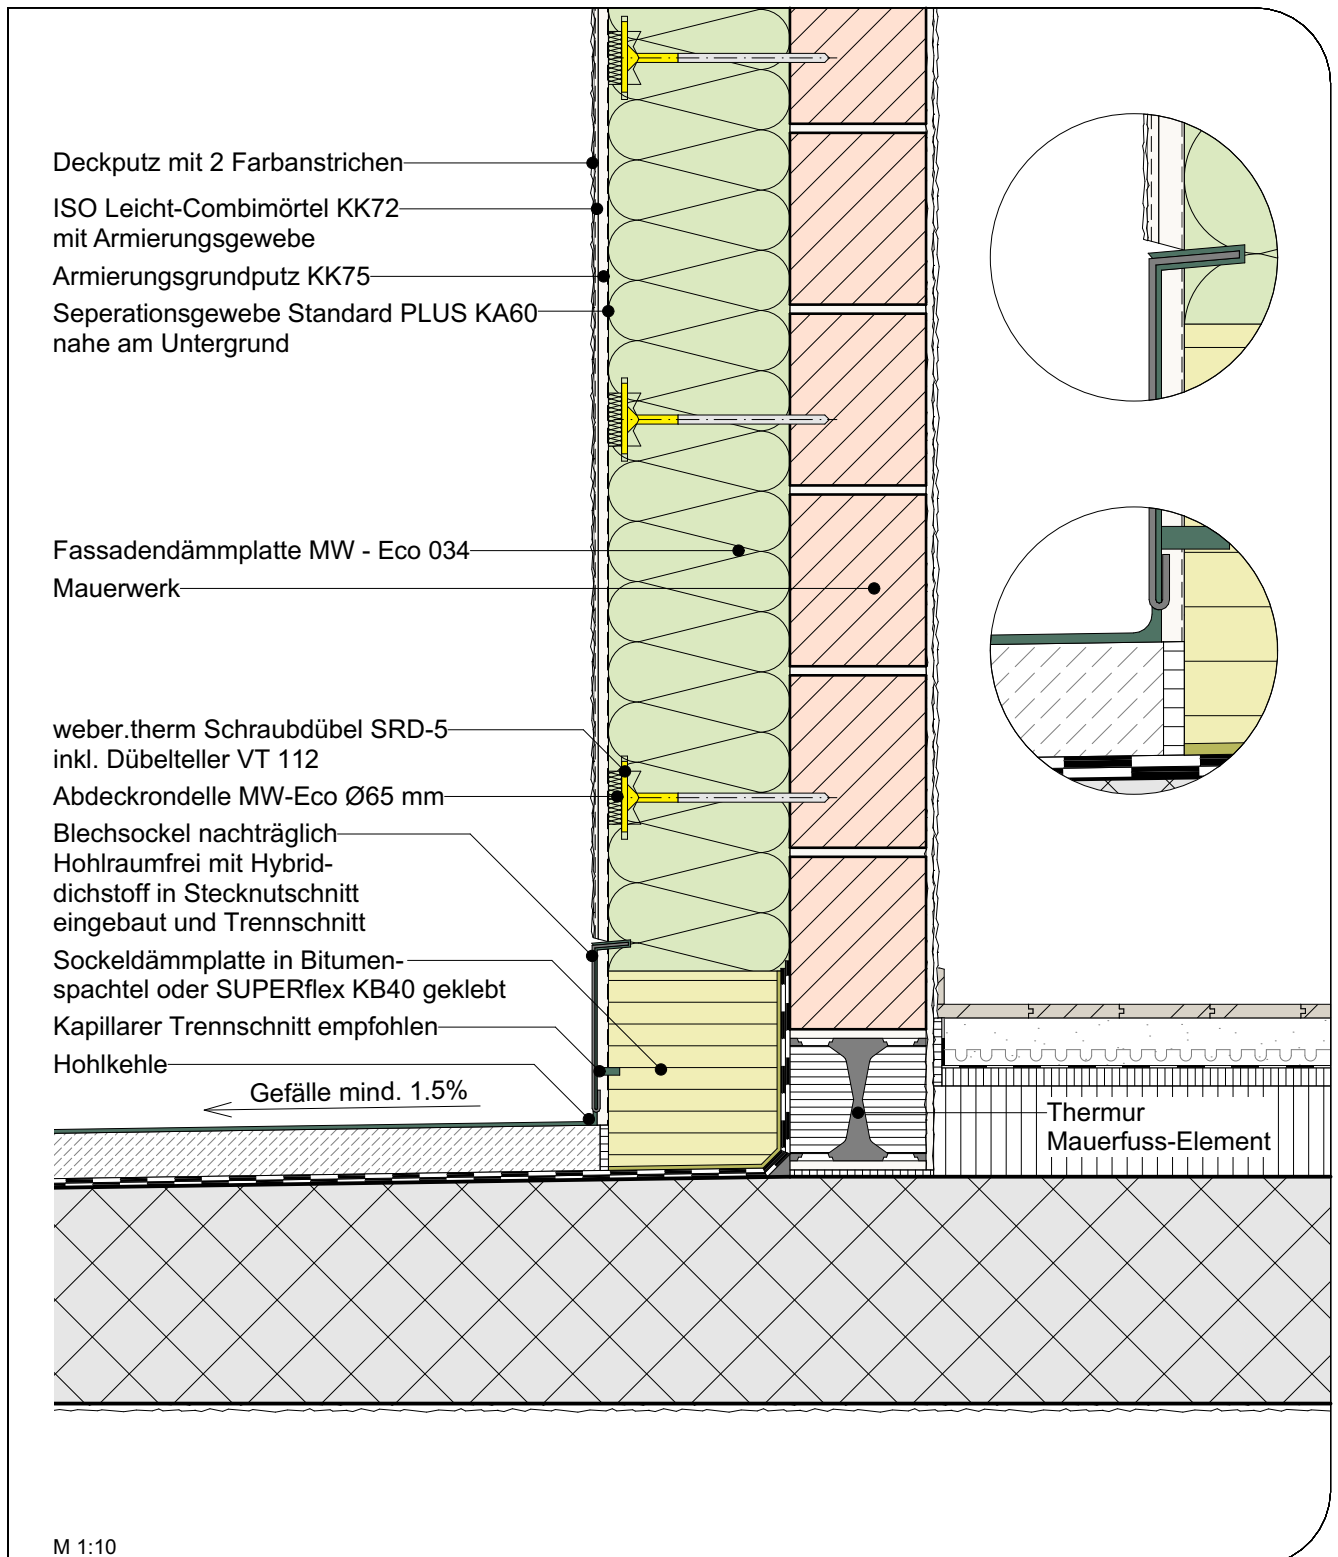 Deckputz mit 2 Farbanstrichen
ISO Leicht-Combimörtel KK72
mit Armierungsgewebe
Armierungsgrundputz KK75
Seperationsgewebe Standard PLUS KA60
nahe am Untergrund
Fassadendämmplatte MW - Eco 034
Mauerwerk
weber.therm Schraubdübel SRD-5
inkl. Dübelteller VT 112
Abdeckrondelle MW-Eco Ø65 mm
Blechsockel nachträglich
Hohlraumfrei mit Hybrid-
dichstoff in Stecknutschnitt
eingebaut und Trennschnitt
Sockeldämmplatte in Bitumen-
spachtel oder SUPERflex KB40 geklebt
Kapillarer Trennschnitt empfohlen
Hohlkehle
Gefälle mind. 1.5%
Thermur
Mauerfuss-Element
M 1:10